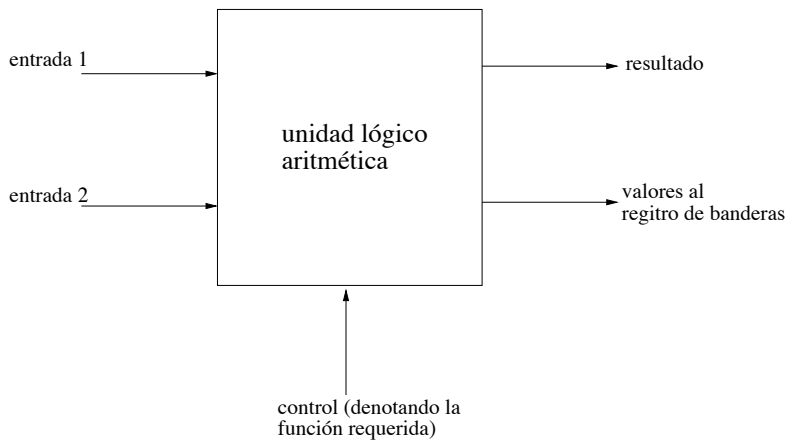 entrada 1
resultado
unidad lógico
aritmética
entrada 2
valores al
regitro de banderas
control (denotando la
función requerida)